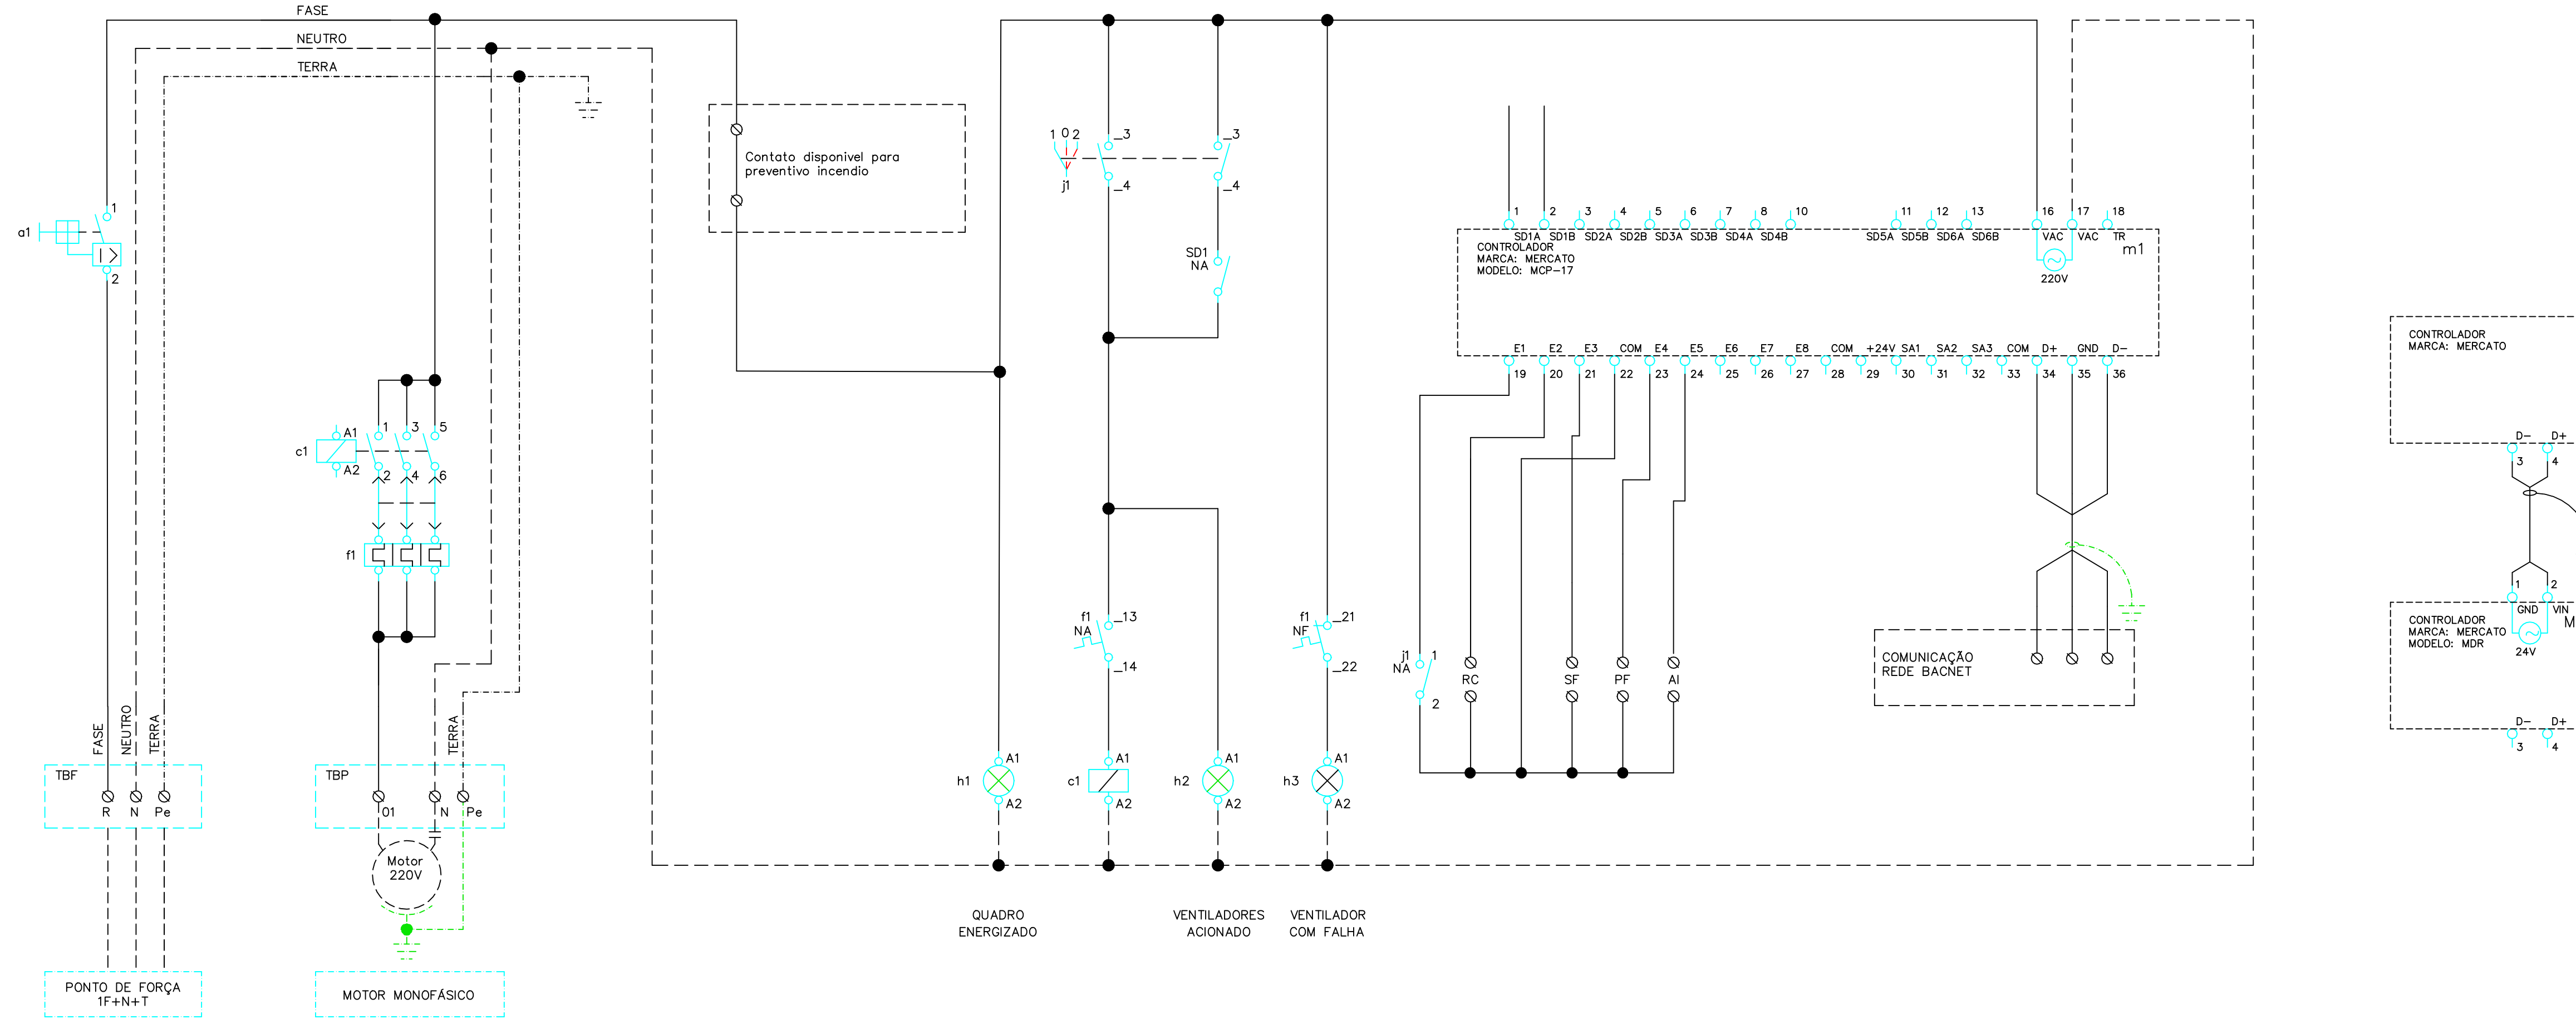 FASE
NEUTRO
TERRA
a1
1
2
FASE
NEUTRO
TERRA
TBF
R N Pe
PONTO DE FORÇA
1F+N+T
c1
A1
A2
1 3 5
2 4 6
f1
TERRA
TBP
01 N Pe
Motor
220V
MOTOR MONOFÁSICO
Contato disponivel para
preventivo incendio
1 0 2
j1
_3
_4
_3
_4
SD1
NA
f1
NA
_13
_14
f1
NF
_21
_22
h1
A1
A2
c1
A1
A2
h2
A1
A2
h3
A1
A2
QUADRO
ENERGIZADO
VENTILADORES
ACIONADO
VENTILADOR
COM FALHA
1 2 3 4 5 6 7 8 10 11 12 13 16 17 18
SD1A SD1B SD2A SD2B SD3A SD3B SD4A SD4B SD5A SD5B SD6A SD6B VAC VAC TR
CONTROLADOR
MARCA: MERCATO
MODELO: MCP-17
m1
220V
E1 E2 E3 COM E4 E5 E6 E7 E8 COM +24V SA1 SA2 SA3 COM D+ GND D-
19 20 21 22 23 24 25 26 27 28 29 30 31 32 33 34 35 36
j1
NA
1
2
RC SF PF AI
COMUNICAÇÃO
REDE BACNET
CONTROLADOR
MARCA: MERCATO
D- D+
3 4
1 2
GND VIN
CONTROLADOR
MARCA: MERCATO
MODELO: MDR
M
24V
D- D+
3 4